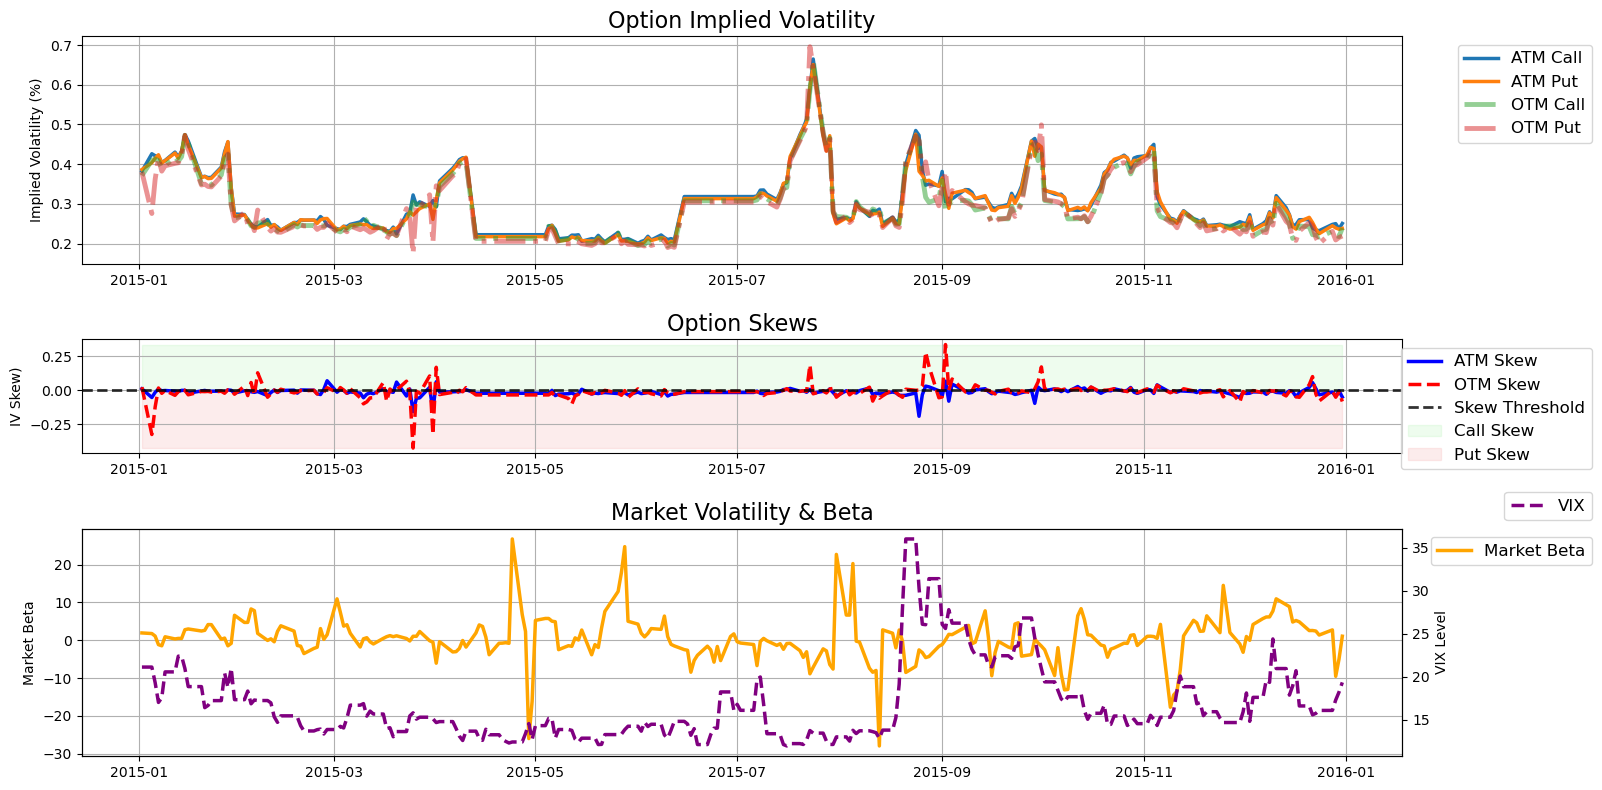 Option Implied Volatility
Implied Volatility (%)
0.7
0.6
0.5
0.4
0.3
0.2
2015-01 2015-03 2015-05 2015-07 2015-09 2015-11 2016-01
ATM Call
ATM Put
OTM Call
OTM Put
Option Skews
IV Skew)
0.25
0.00
−0.25
2015-01 2015-03 2015-05 2015-07 2015-09 2015-11 2016-01
ATM Skew
OTM Skew
Skew Threshold
Call Skew
Put Skew
Market Volatility & Beta
Market Beta
20
10
0
−10
−20
−30
2015-01 2015-03 2015-05 2015-07 2015-09 2015-11 2016-01
35
30
25
20
15
VIX Level
VIX
Market Beta